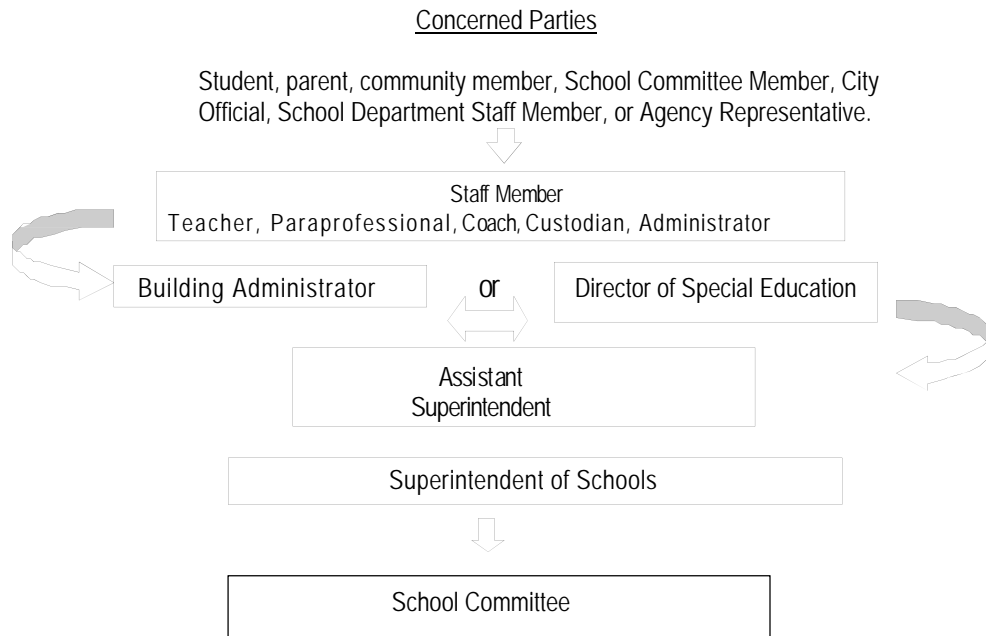 Concerned Parties
Student, parent, community member, School Committee Member, City
Official, School Department Staff Member, or Agency Representative.
Staff Member
Teacher, Paraprofessional, Coach, Custodian, Administrator
Building Administrator
or
Director of Special Education
Assistant
Superintendent
Superintendent of Schools
School Committee